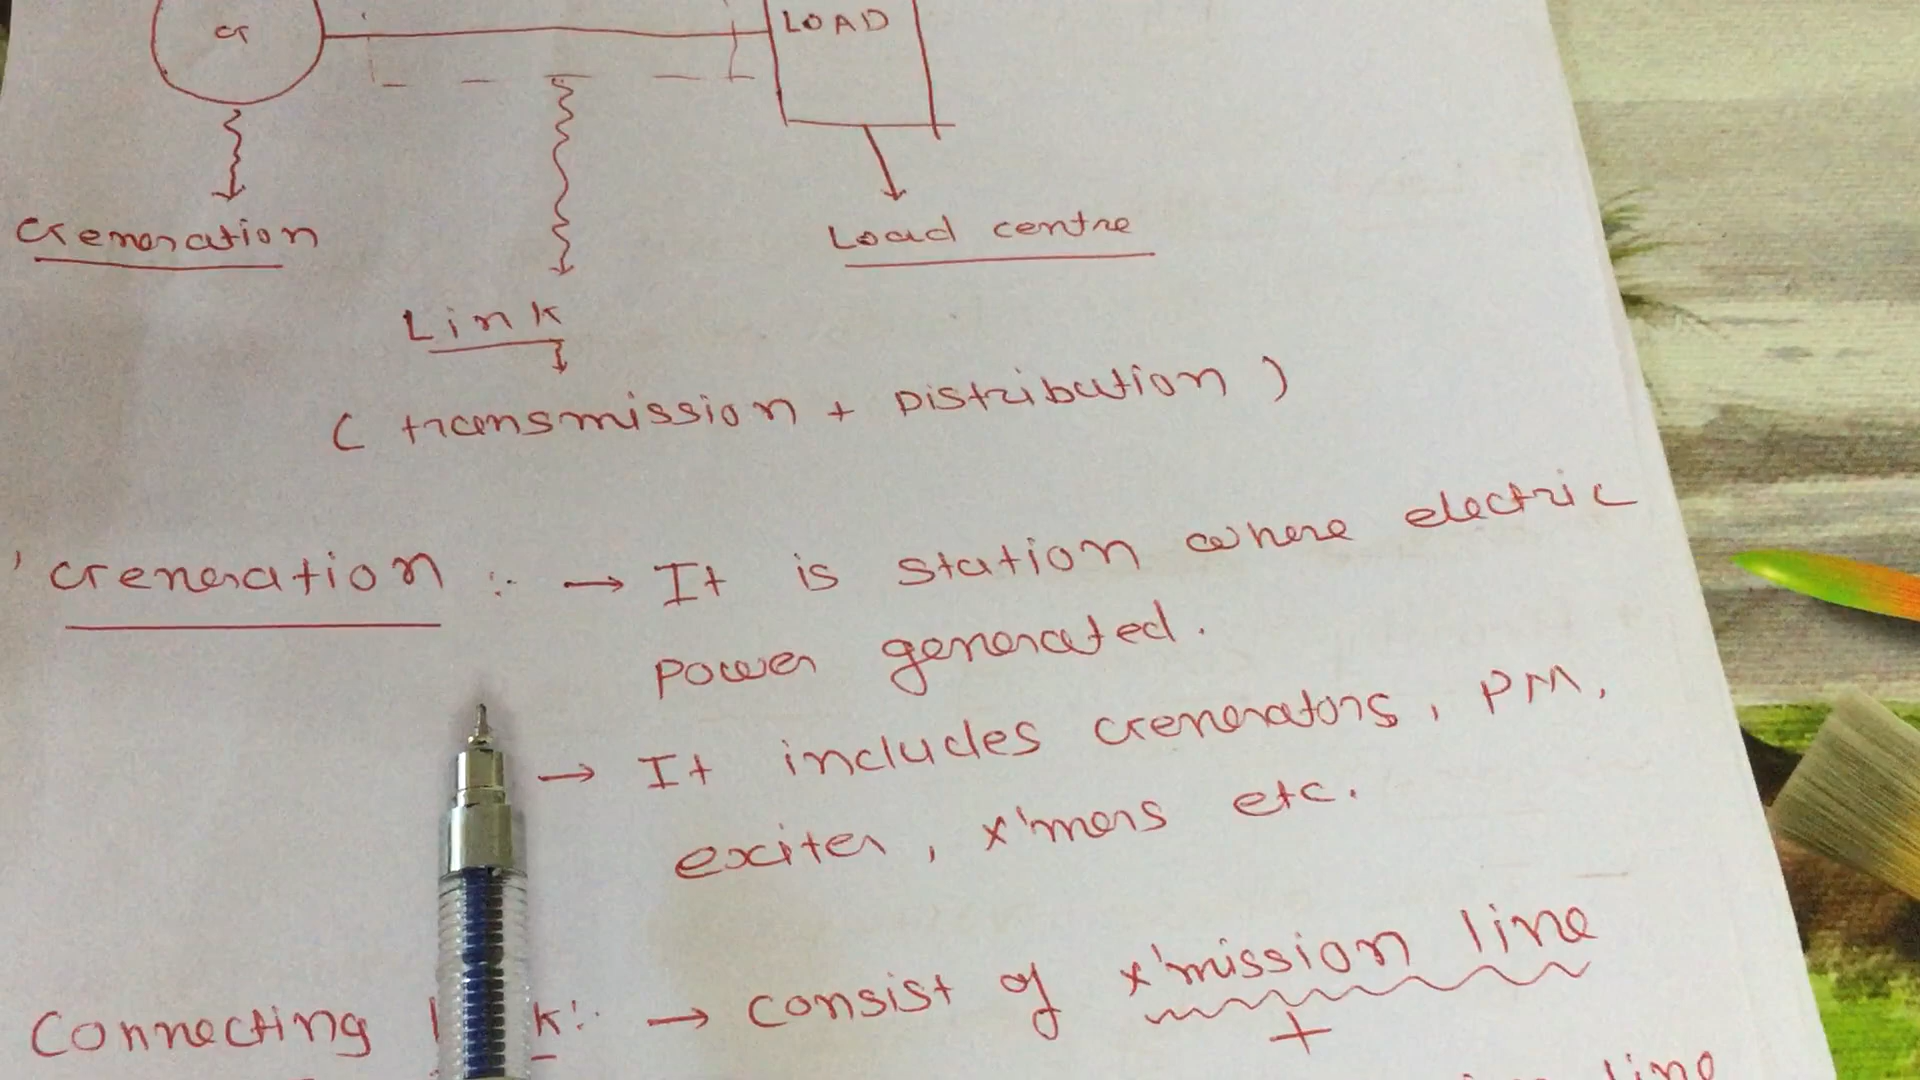 G LOAD
Generation Load centre
Link
( transmission + Distribution )
Generation :- → It is station where electric
power generated.
→ It includes Generators, PM,
exciter, x'mers etc.
Connecting k:- → Consist of x'mission line
+
line